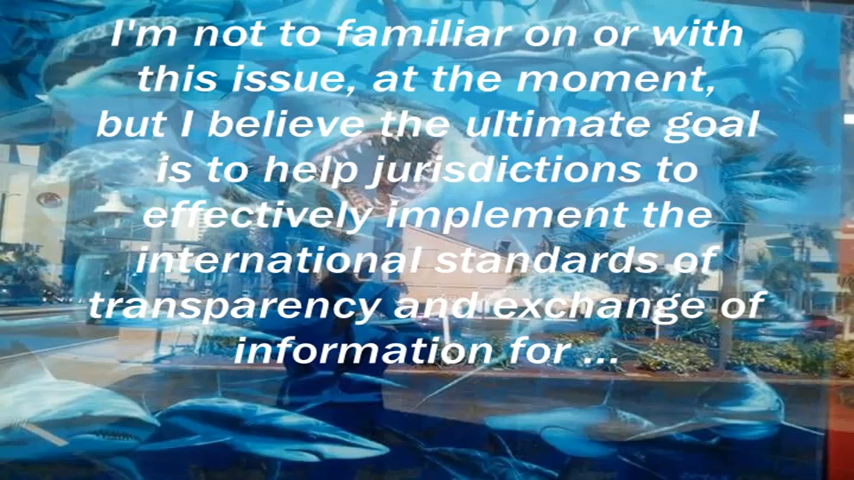 I'm not to familiar on or with
this issue, at the moment,
but I believe the ultimate goal
is to help jurisdictions to
effectively implement the
international standards of
transparency and exchange of
information for ...